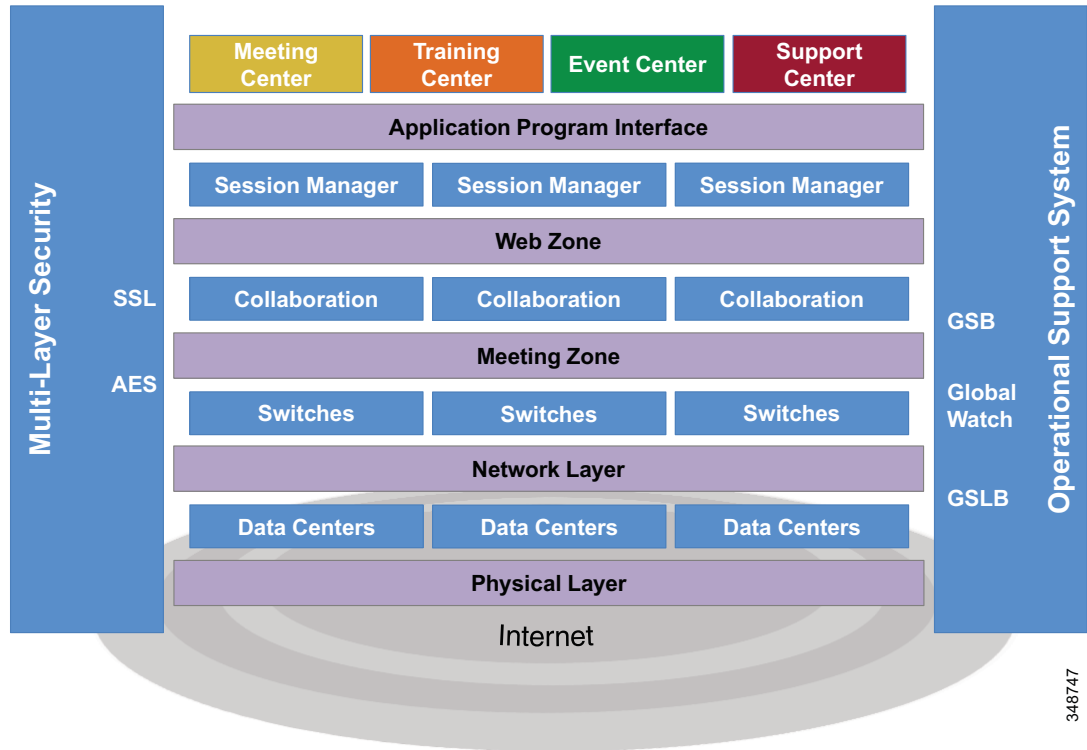 Multi-Layer Security
SSL
AES
Meeting
Center
Training
Center
Event Center
Support
Center
Application Program Interface
Session Manager
Session Manager
Session Manager
Web Zone
Collaboration
Collaboration
Collaboration
Meeting Zone
Switches
Switches
Switches
Network Layer
Data Centers
Data Centers
Data Centers
Physical Layer
Internet
GSB
Global
Watch
GSLB
Operational Support System
348747